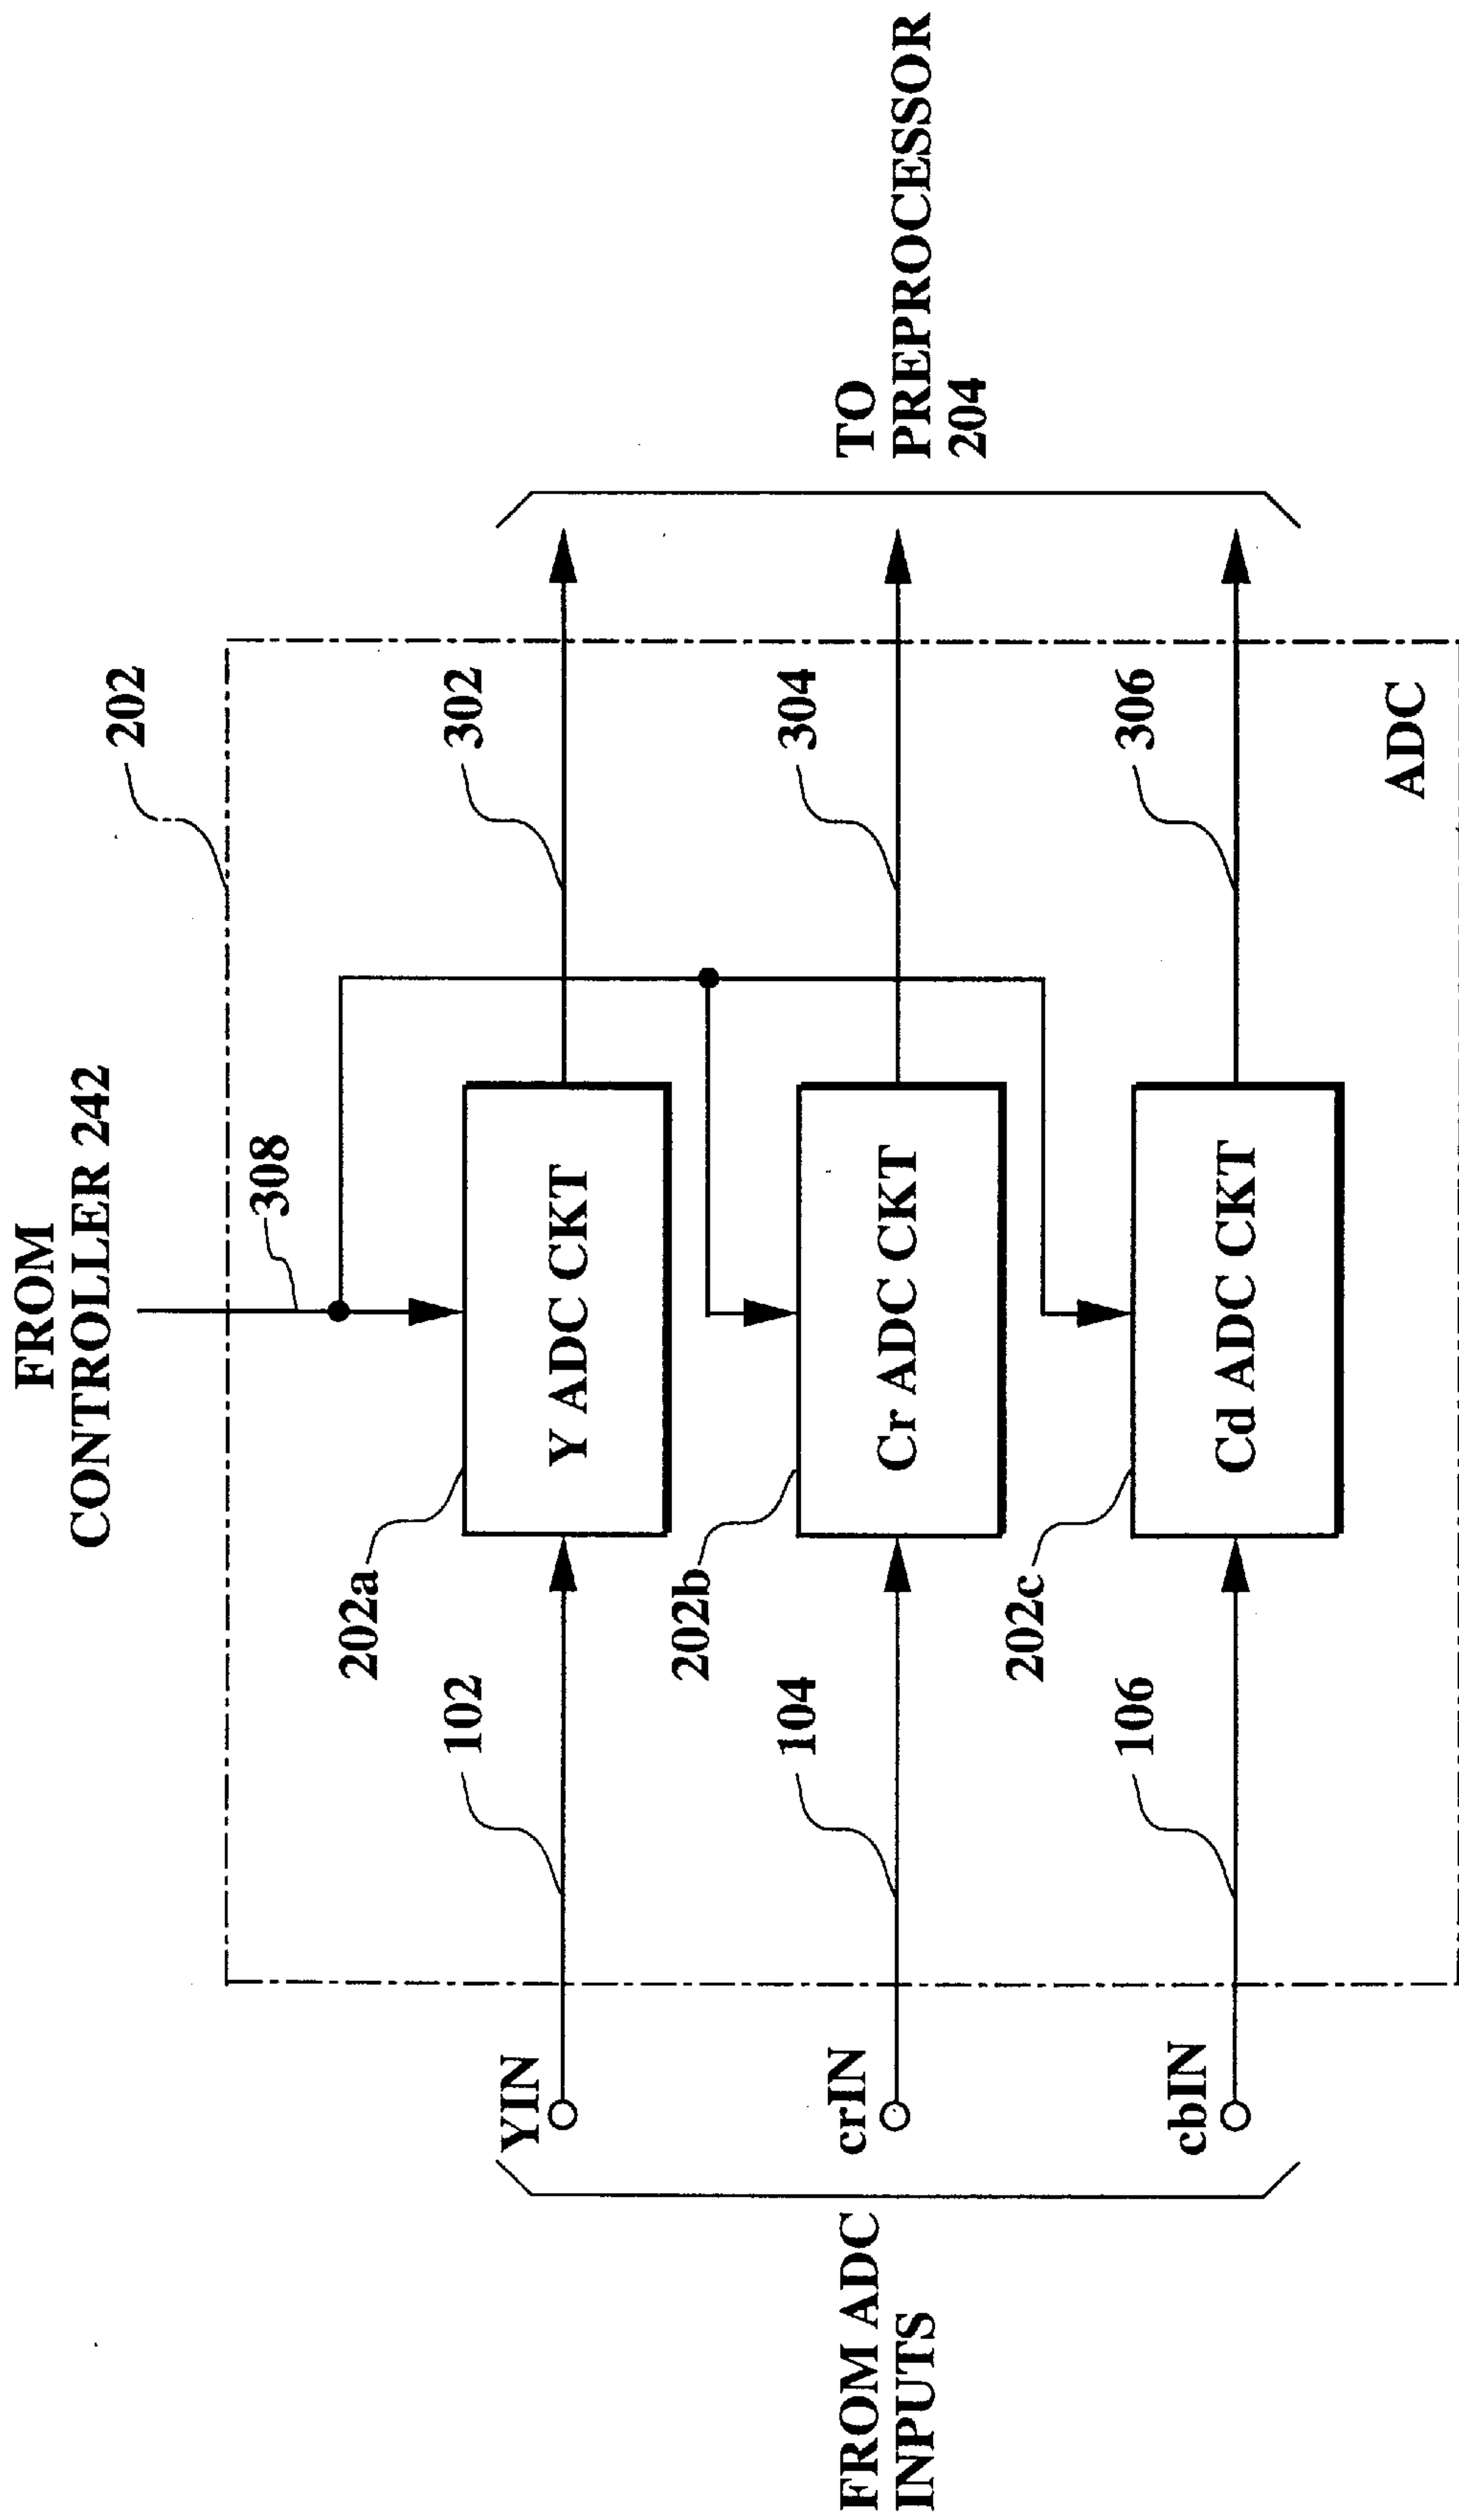 FROM
CONTROLLER 242
202
308
202a
102
302
YIN
Y ADC CKT
202b
104
304
FROM ADC
INPUTS
crIN
Cr ADC CKT
TO
PREPROCESSOR
204
202c
106
306
cbIN
Cd ADC CKT
ADC